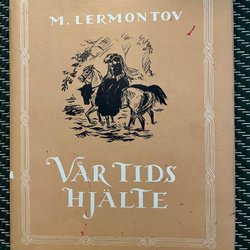 M. LERMONTOV
VÅR TIDS
HJÄLTE